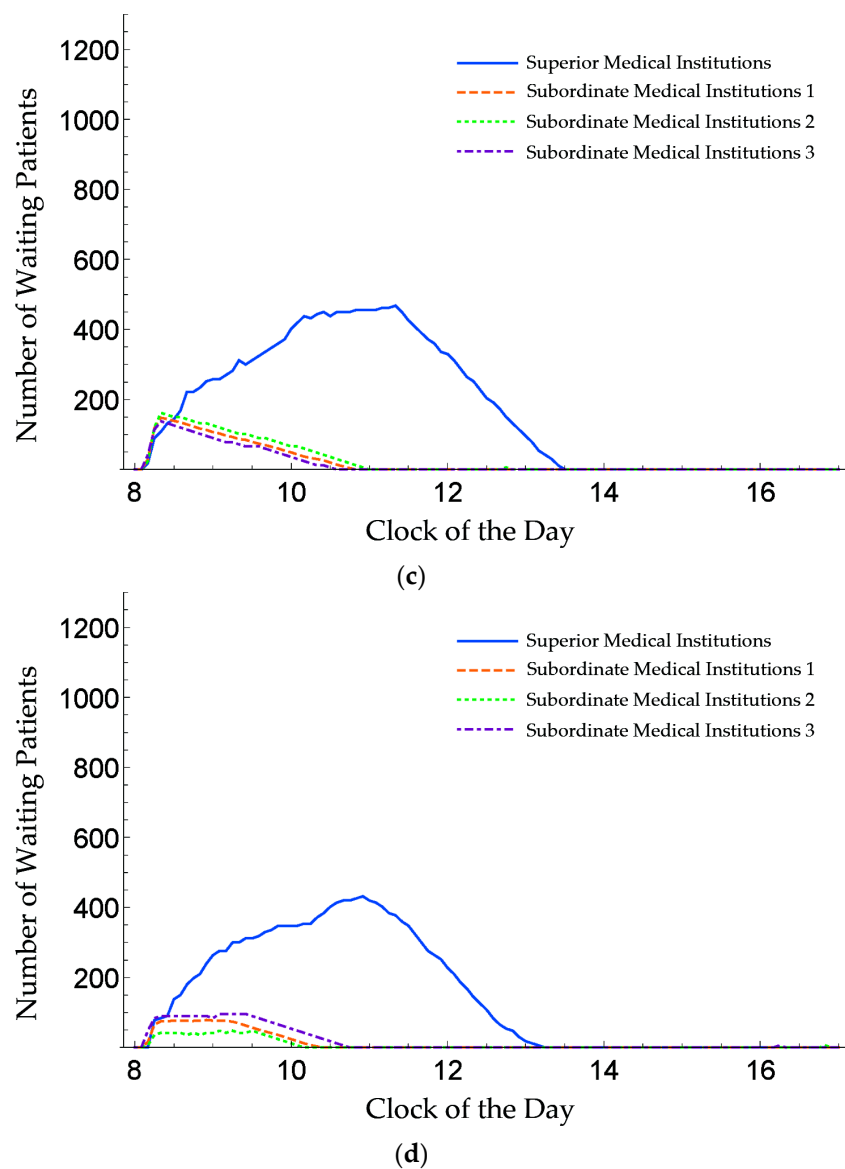 1200
1000
800
600
400
200
Number of Waiting Patients
Superior Medical Institutions
Subordinate Medical Institutions 1
Subordinate Medical Institutions 2
Subordinate Medical Institutions 3
8 10 12 14 16
Clock of the Day
(c)
1200
1000
800
600
400
200
Number of Waiting Patients
Superior Medical Institutions
Subordinate Medical Institutions 1
Subordinate Medical Institutions 2
Subordinate Medical Institutions 3
8 10 12 14 16
Clock of the Day
(d)